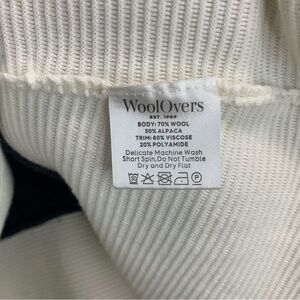 WoolOvers
EST. 1989
BODY: 70% WOOL
30% ALPACA
TRIM: 80% VISCOSE
20% POLYAMIDE
Delicate Machine Wash
Short Spin,Do Not Tumble
Dry and Dry Flat